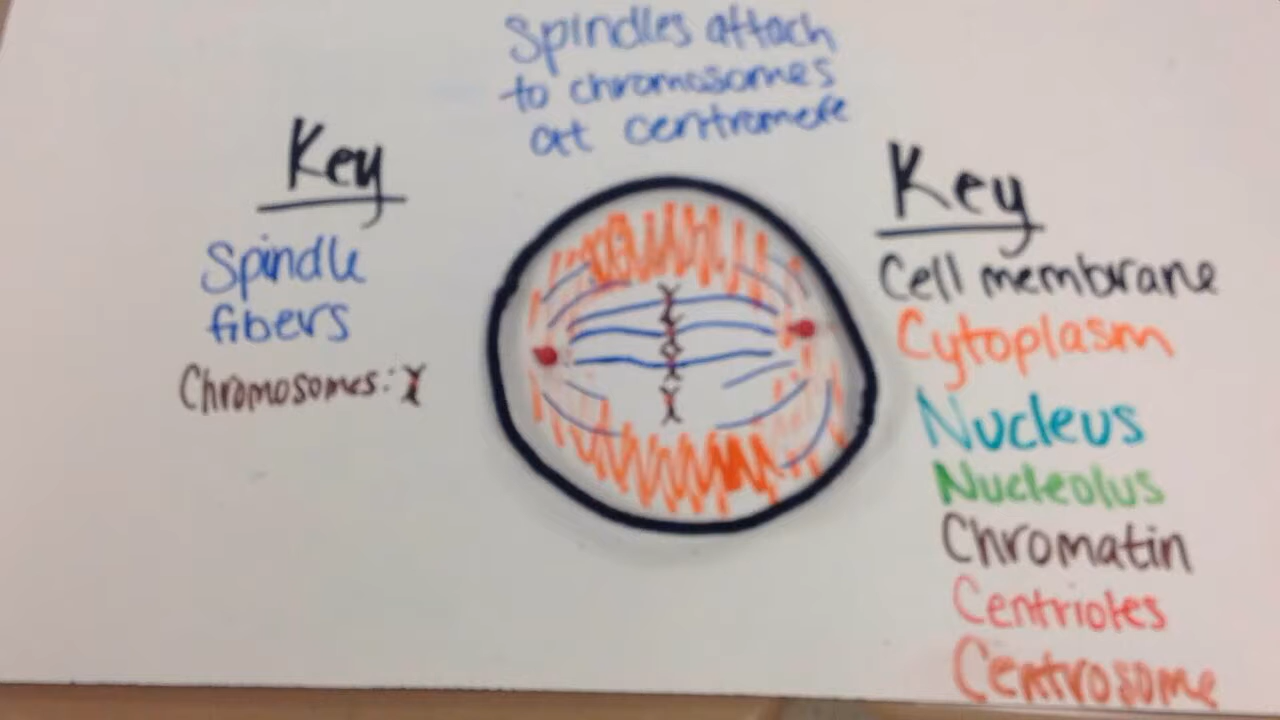 Spindles attach
to chromosomes
at centromere
Key
Spindle
fibers
Chromosomes: X
Key
Cell membrane
Cytoplasm
Nucleus
Nucleolus
Chromatin
Centrioles
Centrosome